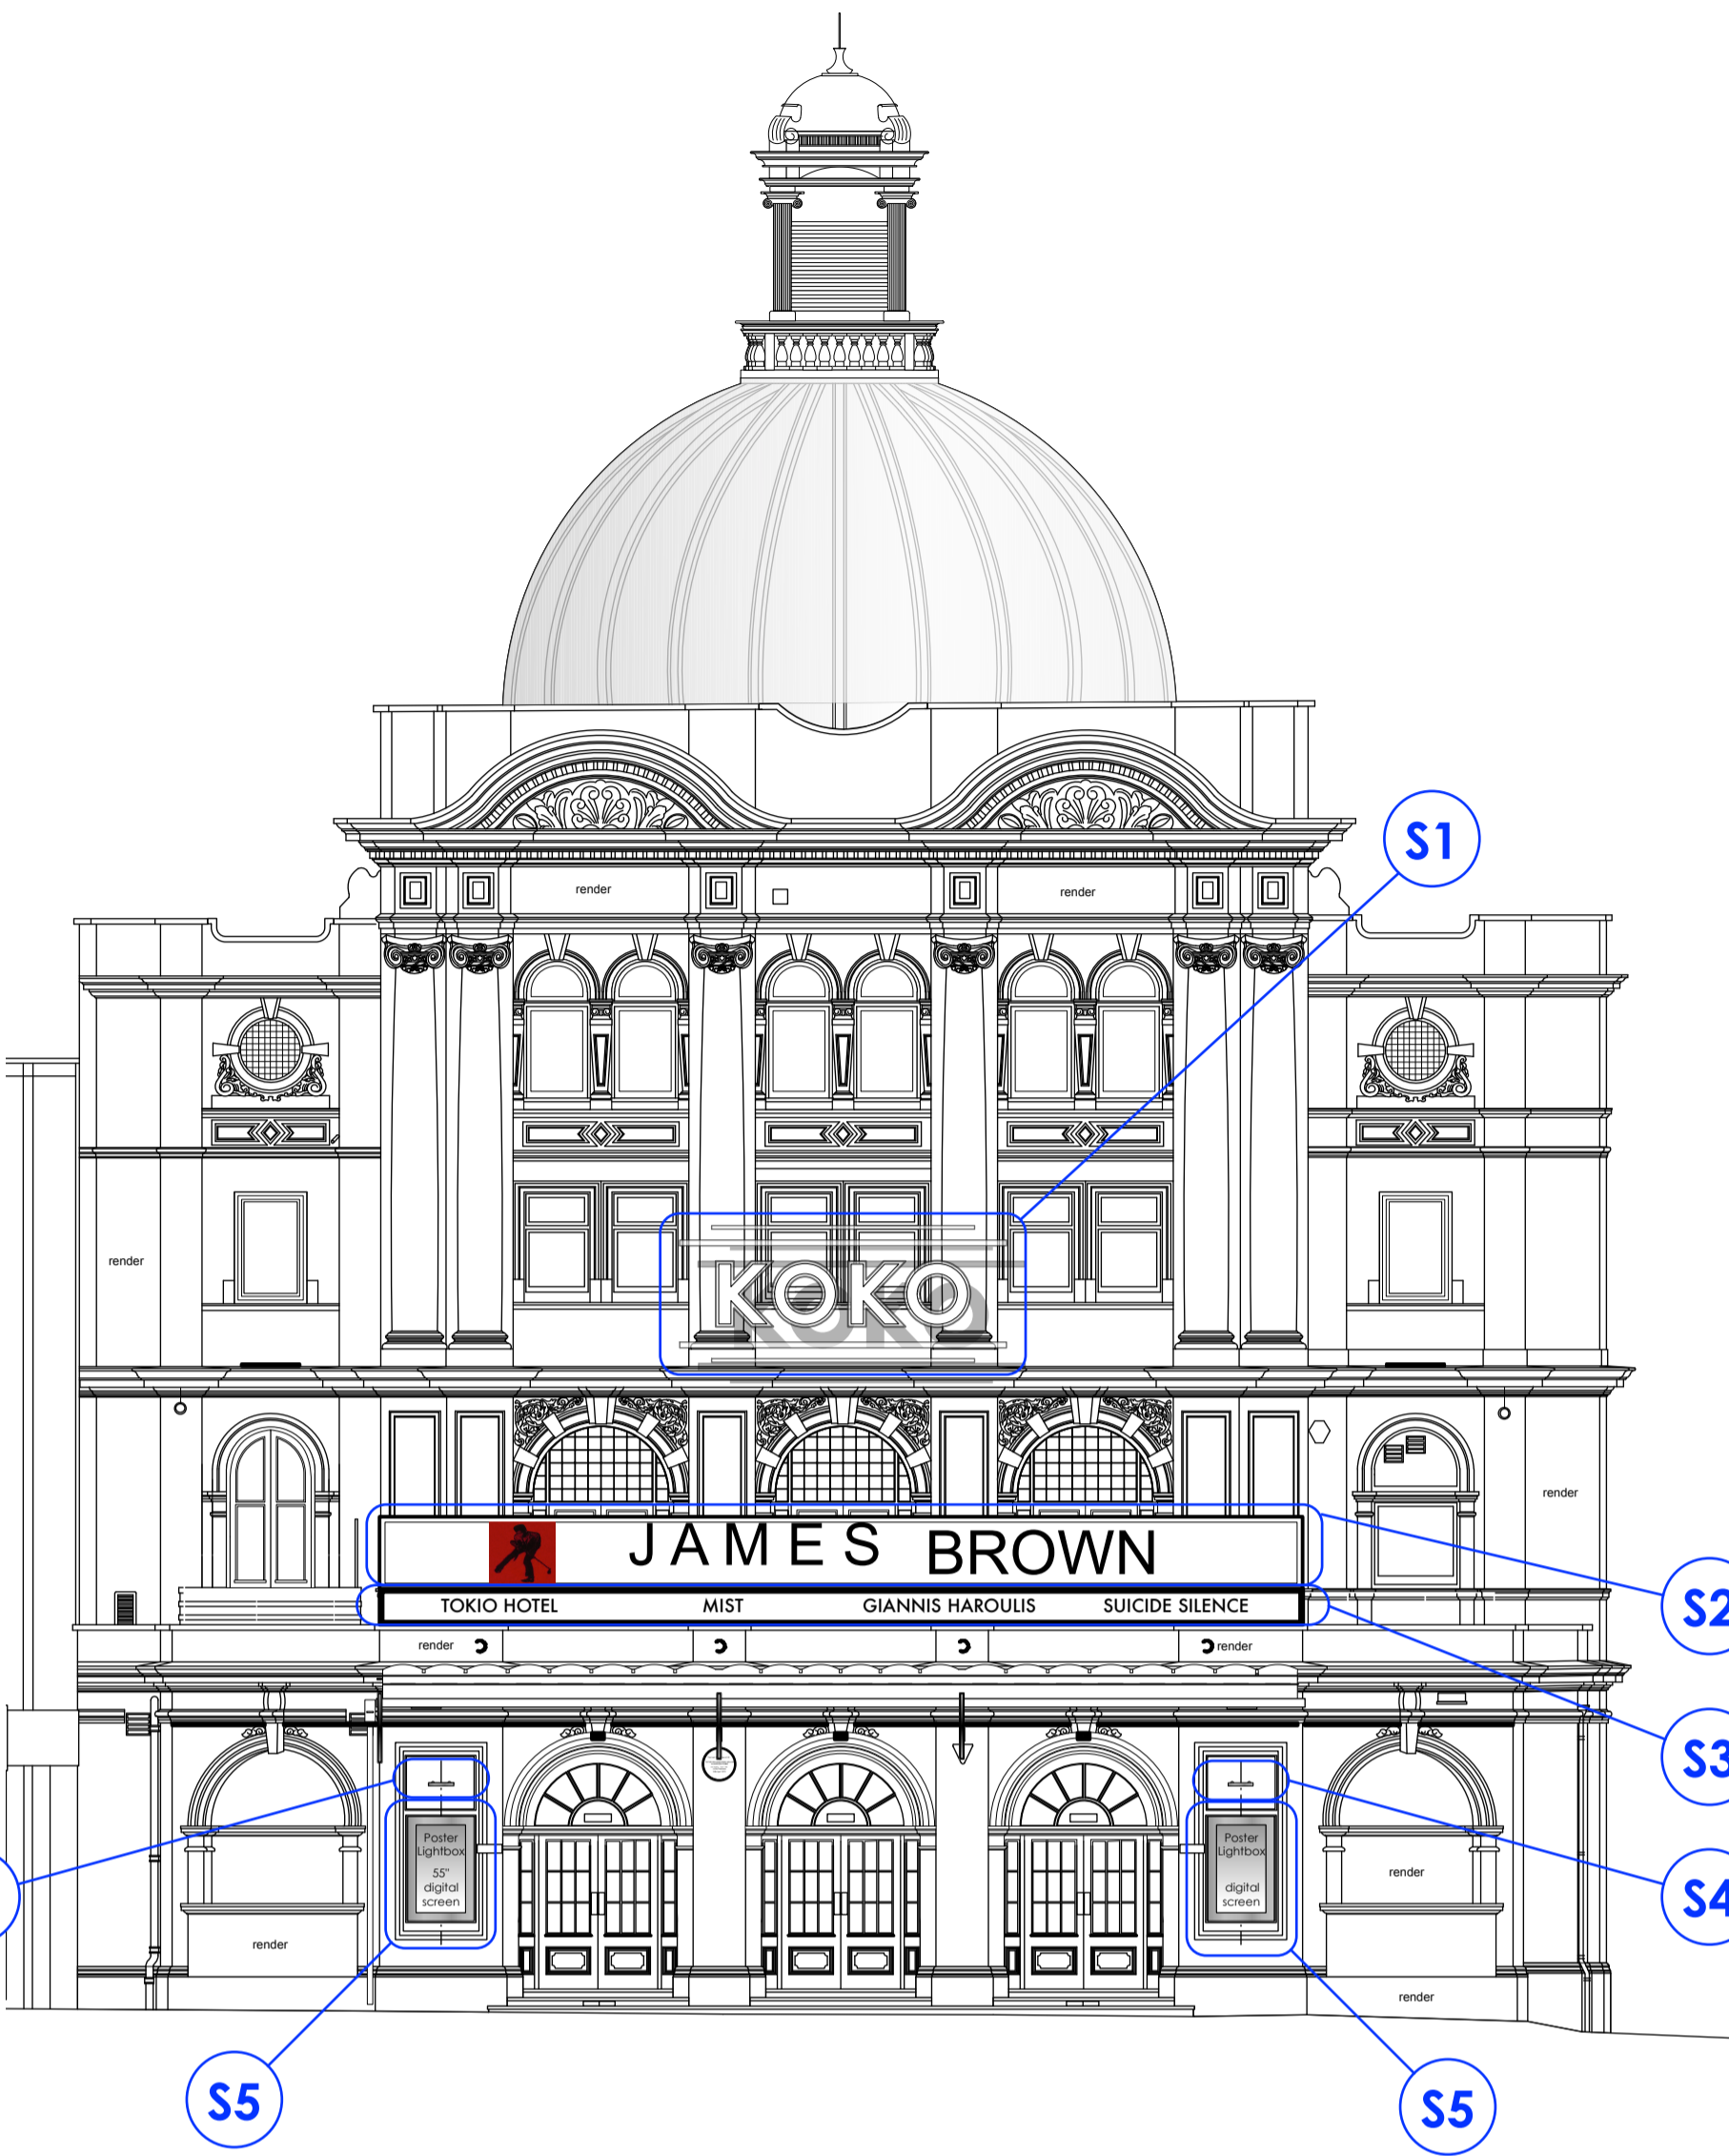 S1
render
render
render
KOKO
render
JAMES BROWN
S2
TOKIO HOTEL MIST GIANNIS HAROULIS SUICIDE SILENCE
render
render
S3
Poster
Lightbox
55"
digital
screen
Poster
Lightbox
digital
screen
S4
render
render
render
S5
S5